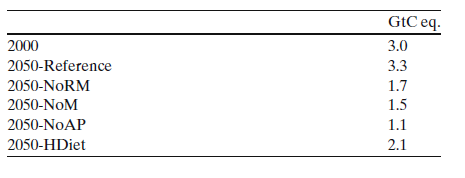 GtC eq.
2000 3.0
2050-Reference 3.3
2050-NoRM 1.7
2050-NoM 1.5
2050-NoAP 1.1
2050-HDiet 2.1